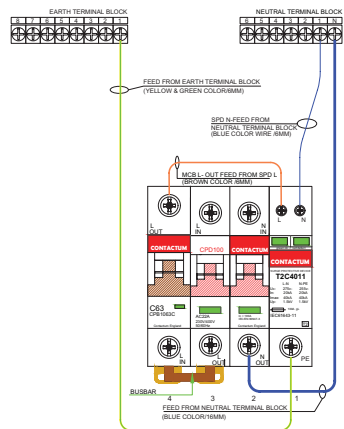 EARTH TERMINAL BLOCK
NEUTRAL TERMINAL BLOCK
8 7 6 5 4 3 2 1
6 5 4 3 2 1 N
FEED FROM EARTH TERMINAL BLOCK
(YELLOW & GREEN COLOR/6MM)
SPD N-FEED FROM
NEUTRAL TERMINAL BLOCK
(BLUE COLOR WIRE /6MM)
MCB L- OUT FEED FROM SPD L
(BROWN COLOR /6MM)
L
OUT
L
IN
N
IN
L
N
CONTACTUM
CPD100
CONTACTUM
CONTACTUM
T2C4011
L-N
N-PE
C63
CPB1063C
AC22A
IEC61643-11
L
IN
L
OUT
N
OUT
PE
BUSBAR
4
3
2
1
FEED FROM NEUTRAL TERMINAL BLOCK
(BLUE COLOR/16MM)